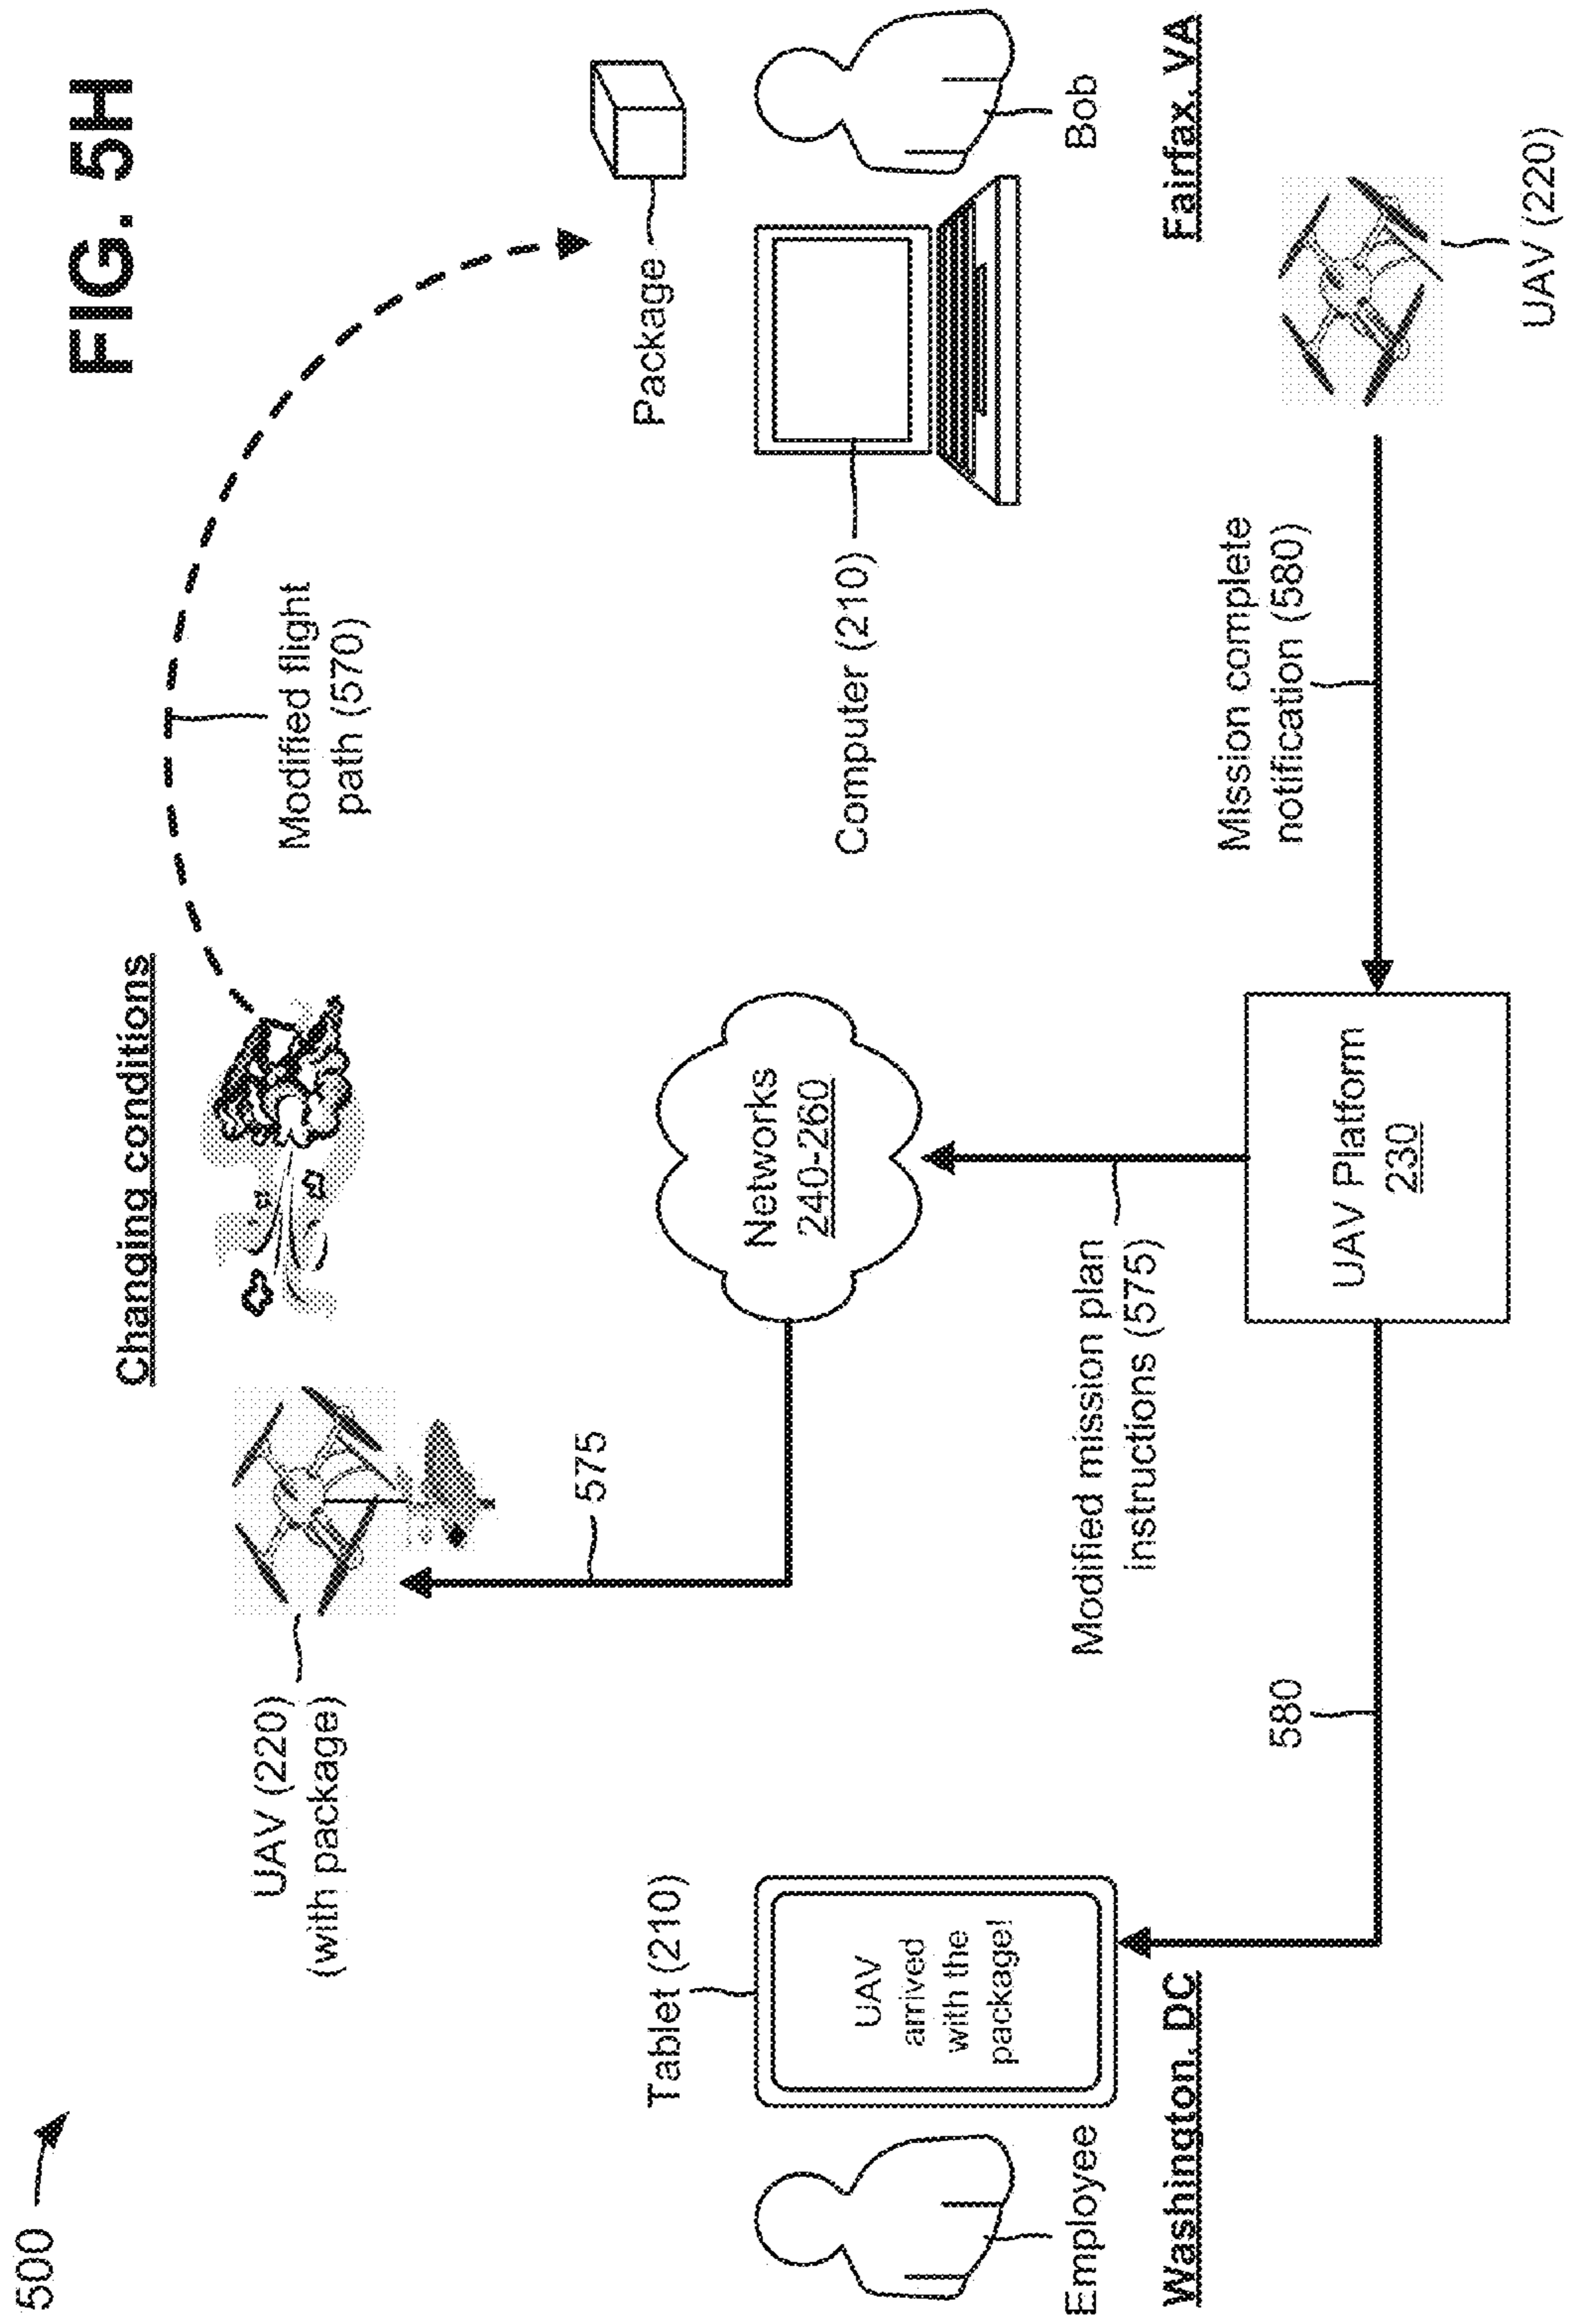 500
FIG. 5H
Changing conditions
UAV (220)
(with package)
Modified flight
path (570)
575
Package
Tablet (210)
UAV
arrived
with the
package!
Networks
240-260
Computer (210)
Employee
Bob
Washington, DC
Modified mission plan
instructions (575)
Fairfax, VA
580
UAV Platform
230
Mission complete
notification (580)
UAV (220)